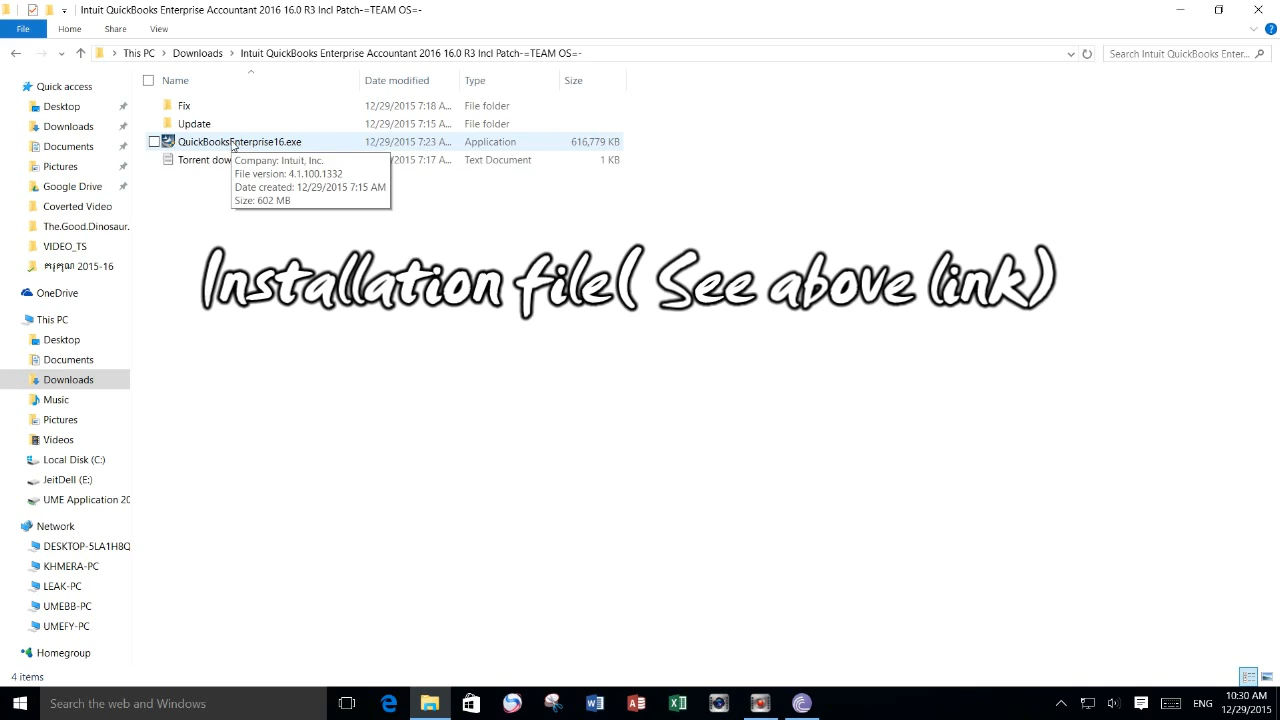 Intuit QuickBooks Enterprise Accountant 2016 16.0 R3 Incl Patch-=TEAM OS=-
File Home Share View
This PC Downloads Intuit QuickBooks Enterprise Accountant 2016 16.0 R3 Incl Patch-=TEAM OS=- Search Intuit QuickBooks Enter...
Name Date modified Type Size
Fix 12/29/2015 7:18 A... File folder
Update 12/29/2015 7:15 A... File folder
QuickBooksEnterprise16.exe 12/29/2015 7:23 A... Application 616,779 KB
Torrent dow 12/29/2015 7:17 A... Text Document 1 KB
Company: Intuit, Inc.
File version: 4.1.100.1332
Date created: 12/29/2015 7:15 AM
Size: 602 MB
Installation file( See above link)
Quick access
Desktop
Downloads
Documents
Pictures
Google Drive
Coverted Video
The.Good.Dinosaur.
VIDEO_TS
2015-16
OneDrive
This PC
Desktop
Documents
Downloads
Music
Pictures
Videos
Local Disk (C:)
JeitDell (E:)
UME Application 20
Network
DESKTOP-5LA1H8Q
KHMERA-PC
LEAK-PC
UMEBB-PC
UMEFY-PC
Homegroup
4 items
Search the web and Windows
ENG
10:30 AM
12/29/2015